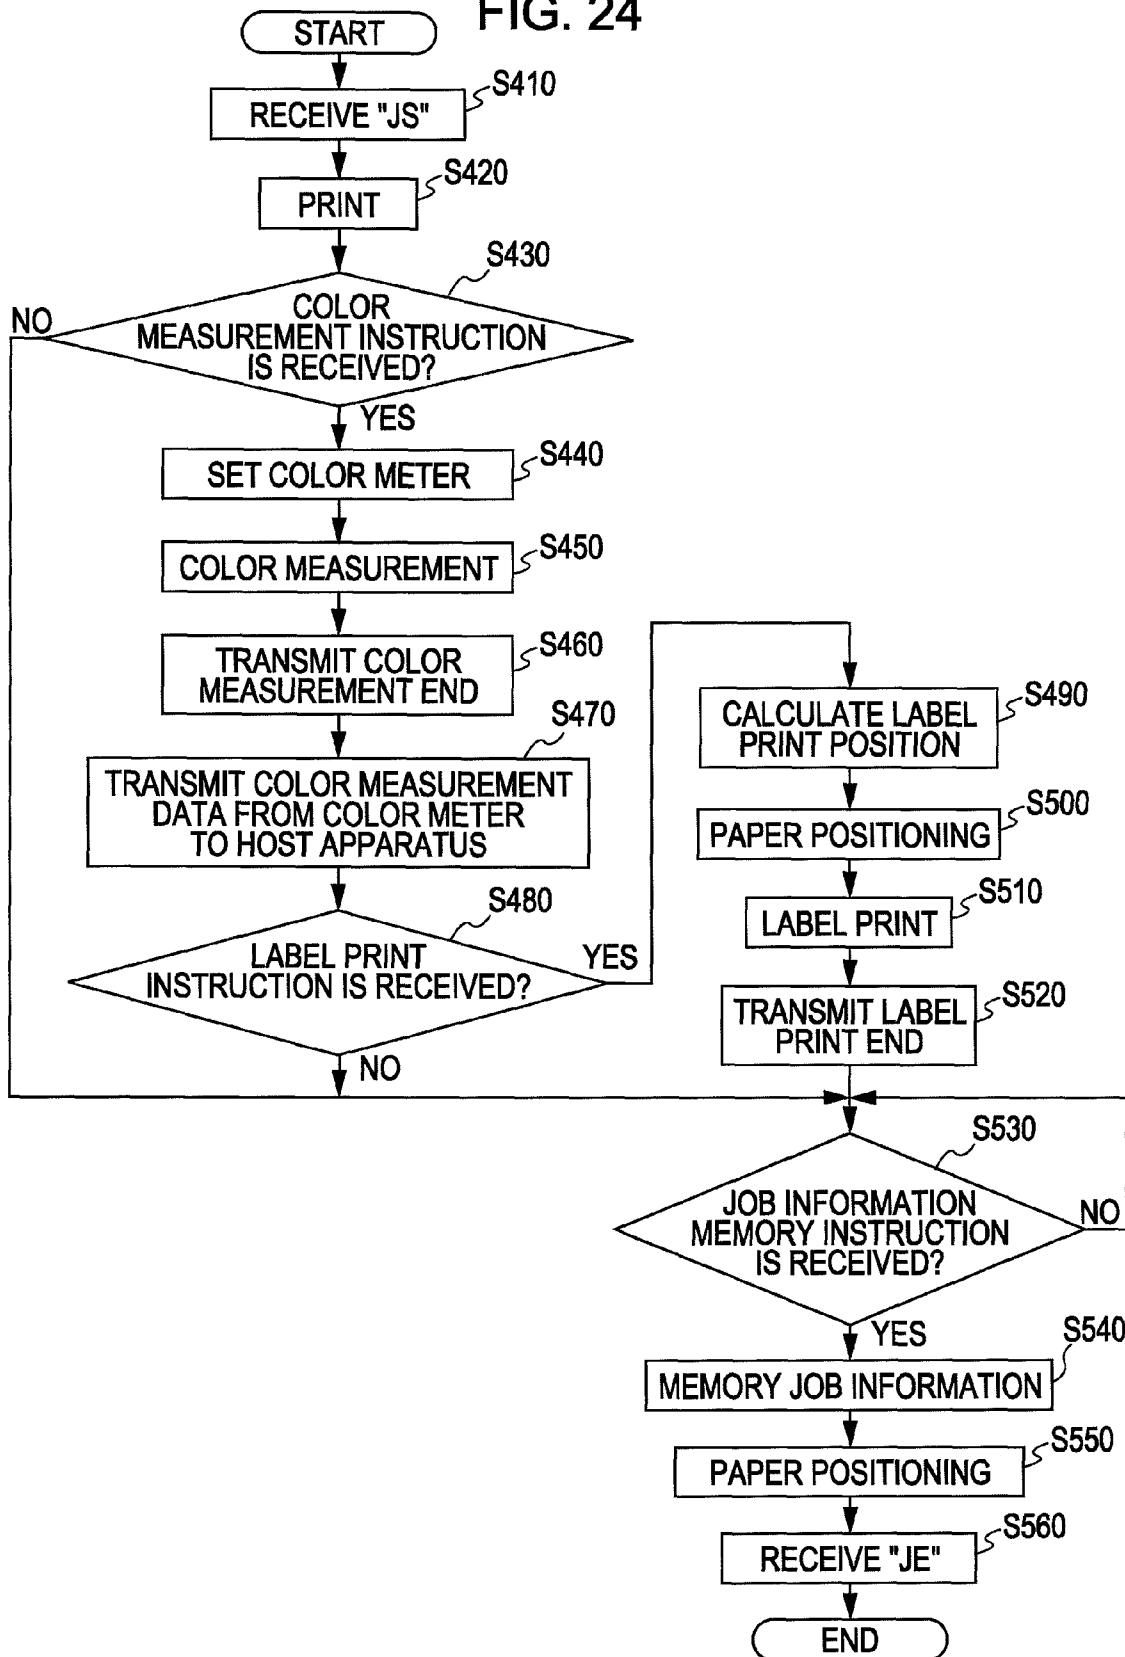 FIG. 24
START
S410
RECEIVE "JS"
S420
PRINT
S430
COLOR
MEASUREMENT INSTRUCTION
IS RECEIVED?
NO
YES
S440
SET COLOR METER
S450
COLOR MEASUREMENT
S460
TRANSMIT COLOR
MEASUREMENT END
S470
TRANSMIT COLOR MEASUREMENT
DATA FROM COLOR METER
TO HOST APPARATUS
S480
LABEL PRINT
INSTRUCTION IS RECEIVED?
YES
NO
S490
CALCULATE LABEL
PRINT POSITION
S500
PAPER POSITIONING
S510
LABEL PRINT
S520
TRANSMIT LABEL
PRINT END
S530
JOB INFORMATION
MEMORY INSTRUCTION
IS RECEIVED?
NO
YES
S540
MEMORY JOB INFORMATION
S550
PAPER POSITIONING
S560
RECEIVE "JE"
END